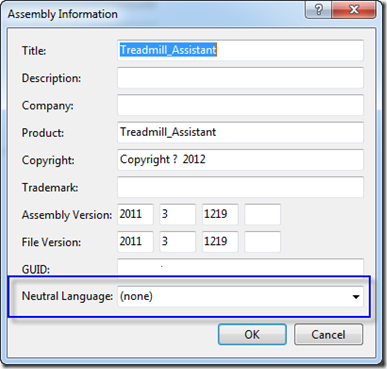 Assembly Information
Title: Treadmill_Assistant
Description:
Company:
Product: Treadmill_Assistant
Copyright: Copyright ? 2012
Trademark:
Assembly Version: 2011 3 1219
File Version: 2011 3 1219
GUID:
Neutral Language: (none)
OK Cancel